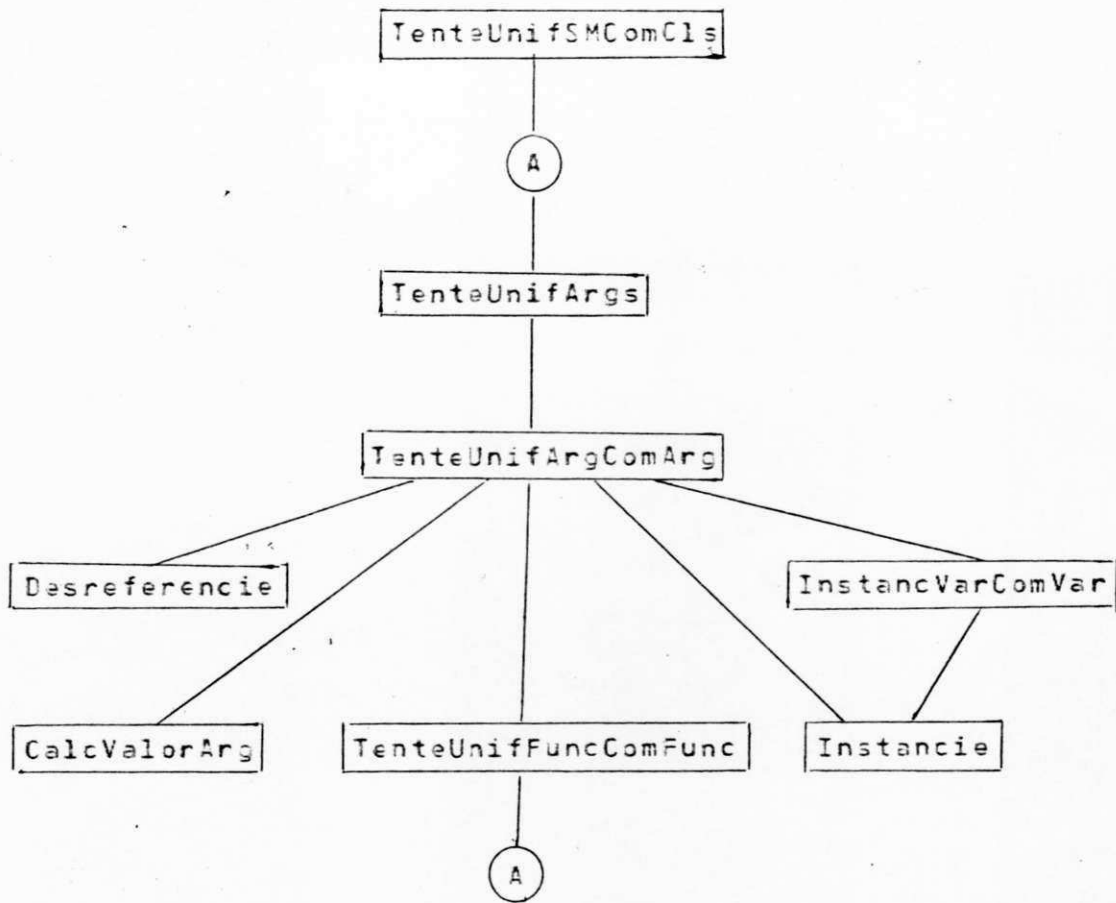 TenteUnifSMComCls
A
TenteUnifArgs
TenteUnifArgComArg
Desreferencie
InstancVarComVar
CalcValorArg
TenteUnifFuncComFunc
Instancie
A